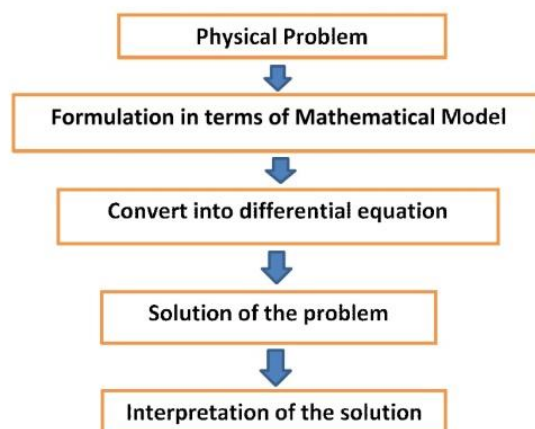 Physical Problem
Formulation in terms of Mathematical Model
Convert into differential equation
Solution of the problem
Interpretation of the solution